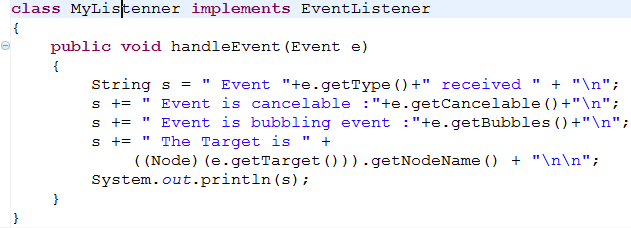 class MyListenner implements EventListener
{
    public void handleEvent(Event e)
    {
        String s = " Event "+e.getType()+" received " + "\n";
        s += " Event is cancelable :"+e.getCancelable()+"\n";
        s += " Event is bubbling event :"+e.getBubbles()+"\n";
        s += " The Target is " +
            ((Node)(e.getTarget())).getNodeName() + "\n\n";
        System.out.println(s);
    }
}